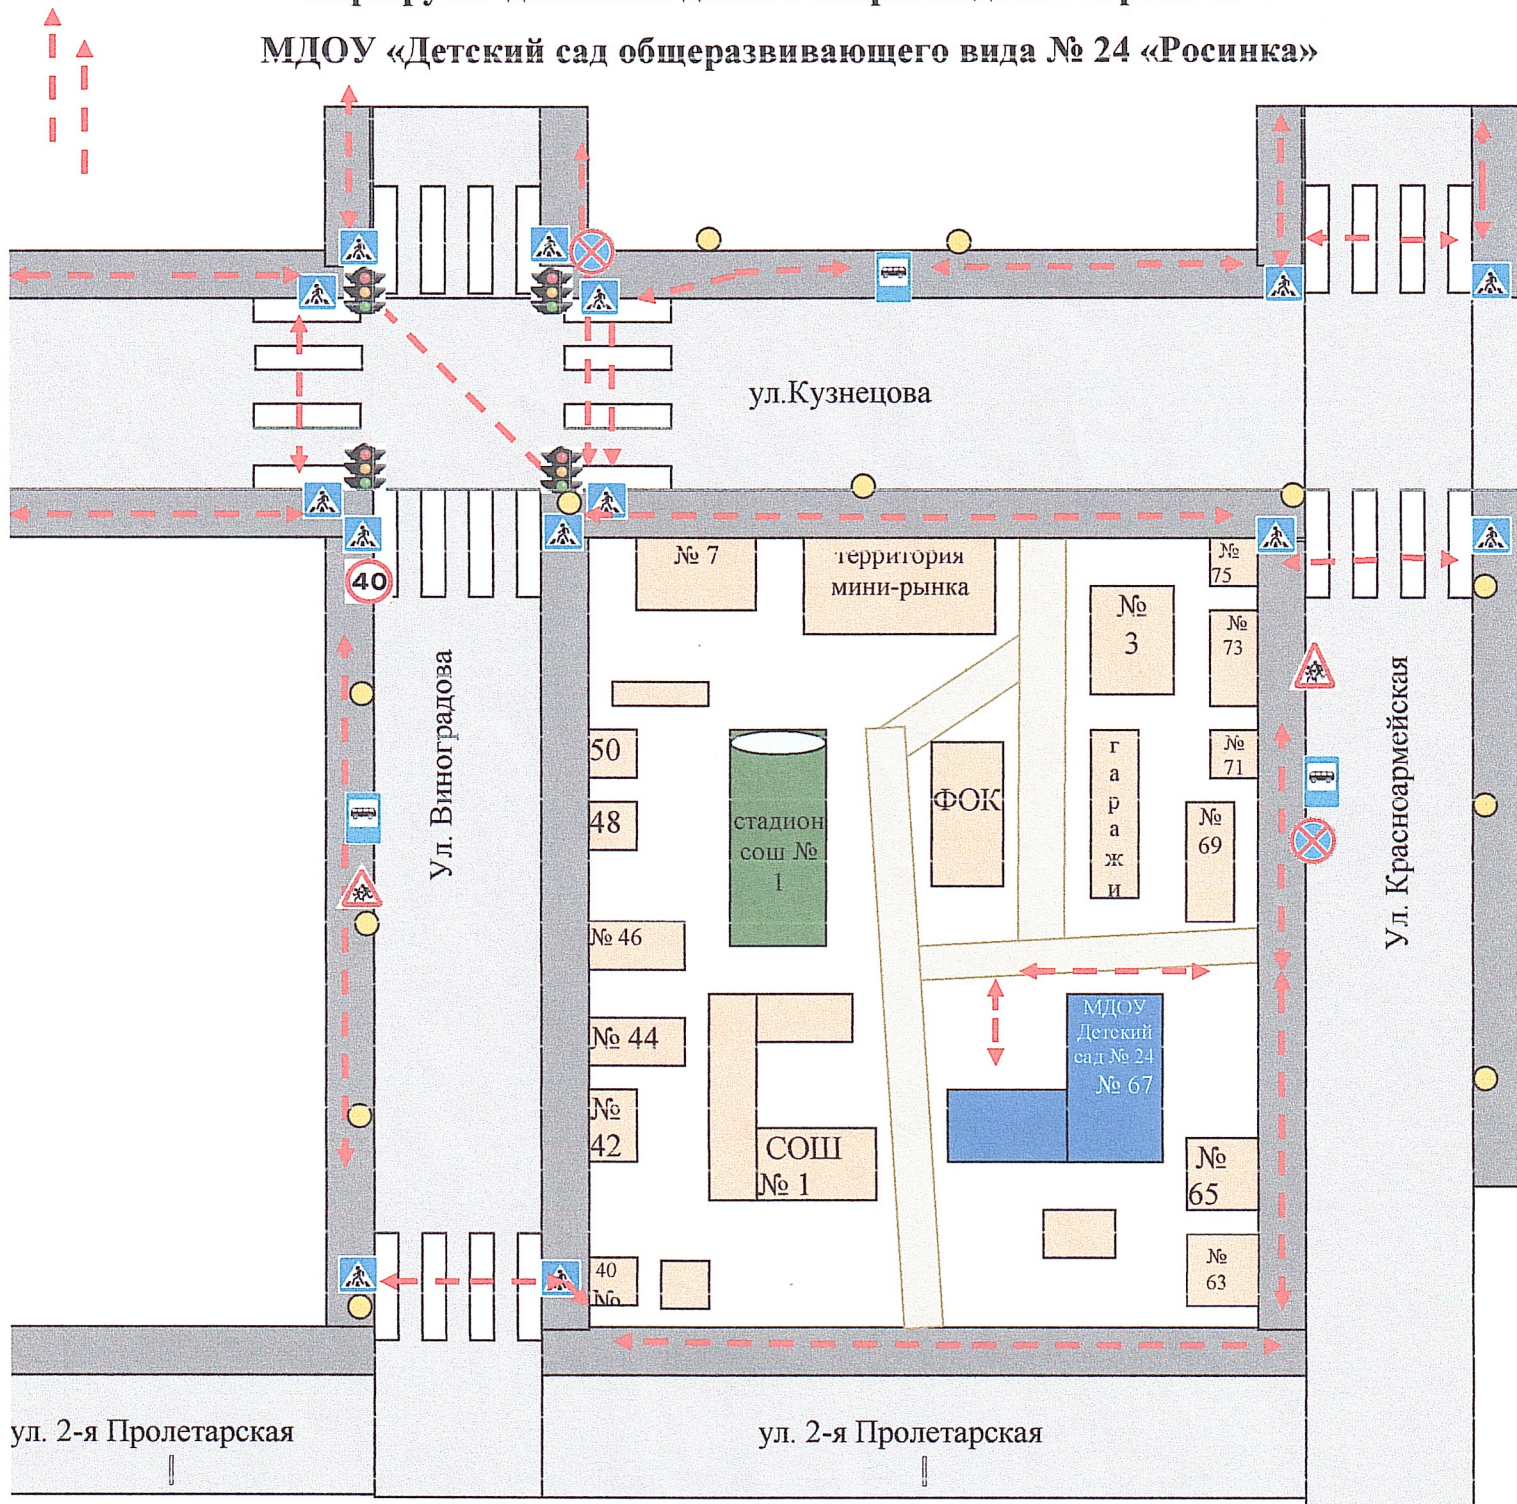 МДОУ «Детский сад общеразвивающего вида № 24 «Росинка»
ул.Кузнецова
№ 7
территория
мини-рынка
№
75
№
3
№
73
40
Ул. Виноградова
Ул. Красноармейская
50
г
а
р
а
ж
и
№
71
48
стадион
сош №
1
ФОК
№
69
№ 46
№ 44
МДОУ
Детский
сад № 24
№ 67
№
42
СОШ
№ 1
№
65
40
№
№
63
ул. 2-я Пролетарская
ул. 2-я Пролетарская